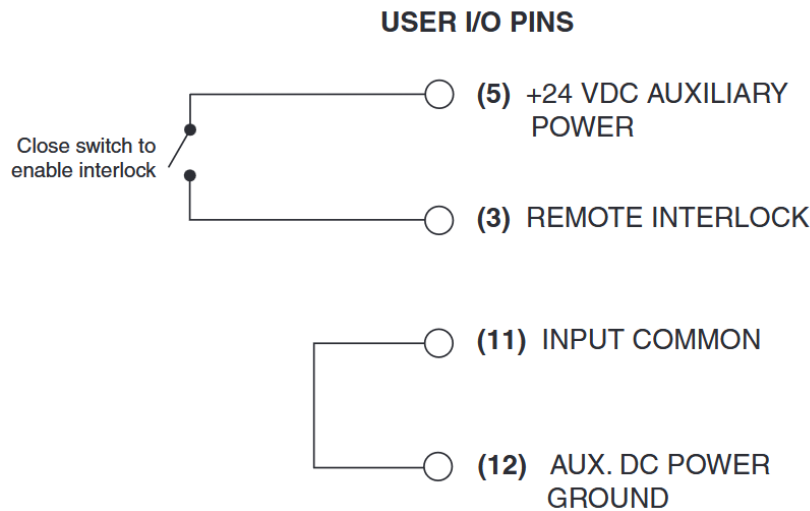 USER I/O PINS
(5) +24 VDC AUXILIARY
POWER
Close switch to
enable interlock
(3) REMOTE INTERLOCK
(11) INPUT COMMON
(12) AUX. DC POWER
GROUND